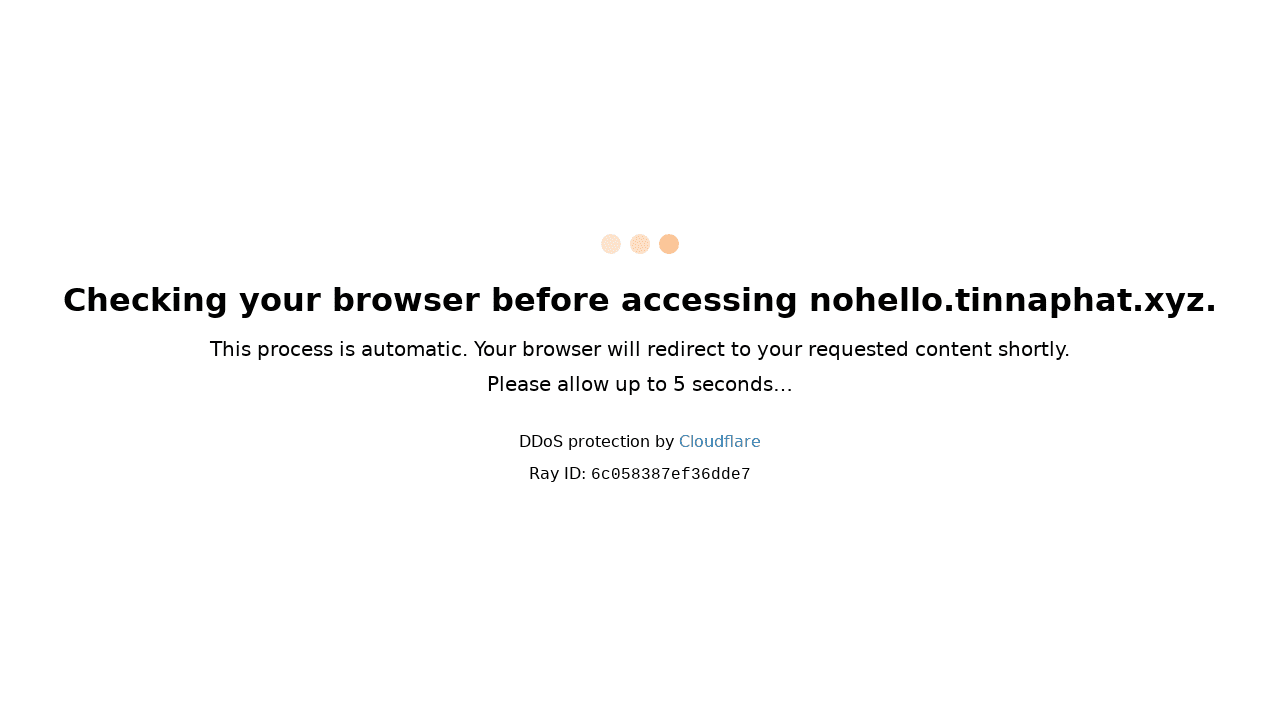 Checking your browser before accessing nohello.tinnaphat.xyz.
This process is automatic. Your browser will redirect to your requested content shortly.
Please allow up to 5 seconds…
DDoS protection by Cloudflare
Ray ID: 6c058387ef36dde7